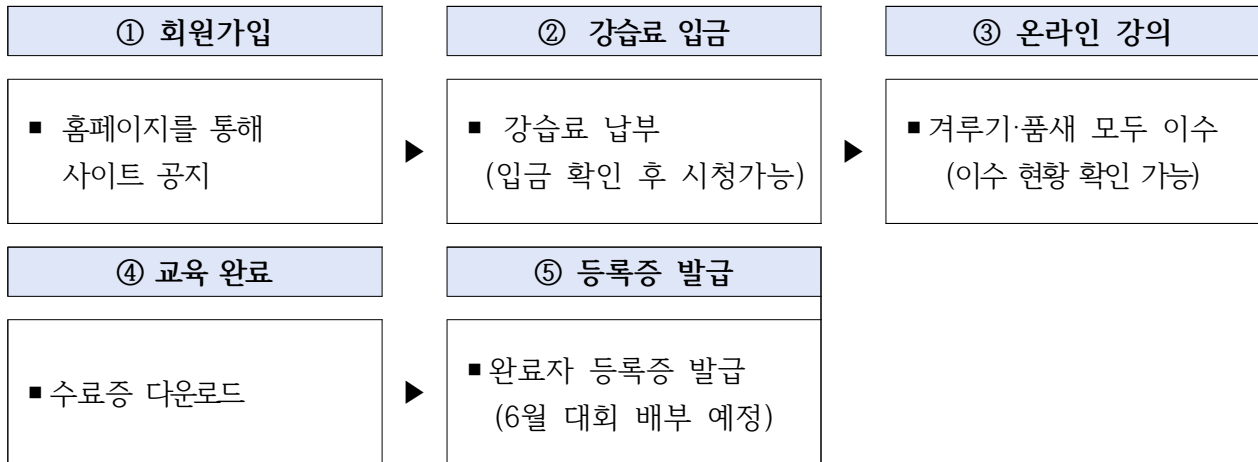 ① 회원가입
② 강습료 입금
③ 온라인 강의
■ 홈페이지를 통해
사이트 공지
▶
■ 강습료 납부
(입금 확인 후 시청가능)
▶
■ 겨루기·품새 모두 이수
(이수 현황 확인 가능)
④ 교육 완료
⑤ 등록증 발급
■ 수료증 다운로드
▶
■ 완료자 등록증 발급
(6월 대회 배부 예정)